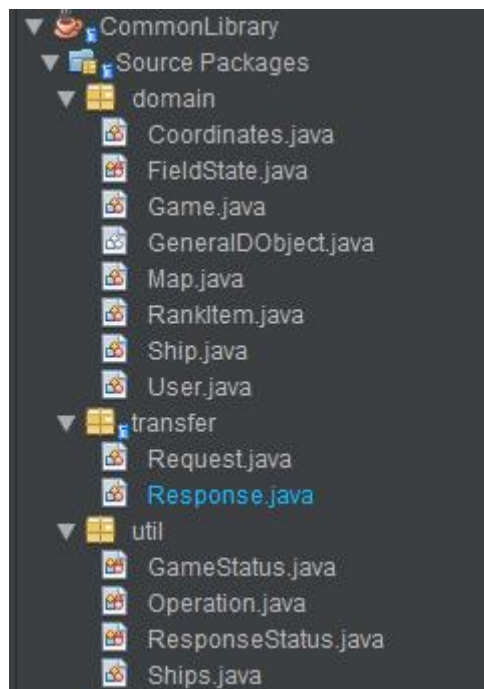 CommonLibrary
Source Packages
domain
Coordinates.java
FieldState.java
Game.java
GeneralDObject.java
Map.java
RankItem.java
Ship.java
User.java
transfer
Request.java
Response.java
util
GameStatus.java
Operation.java
ResponseStatus.java
Ships.java